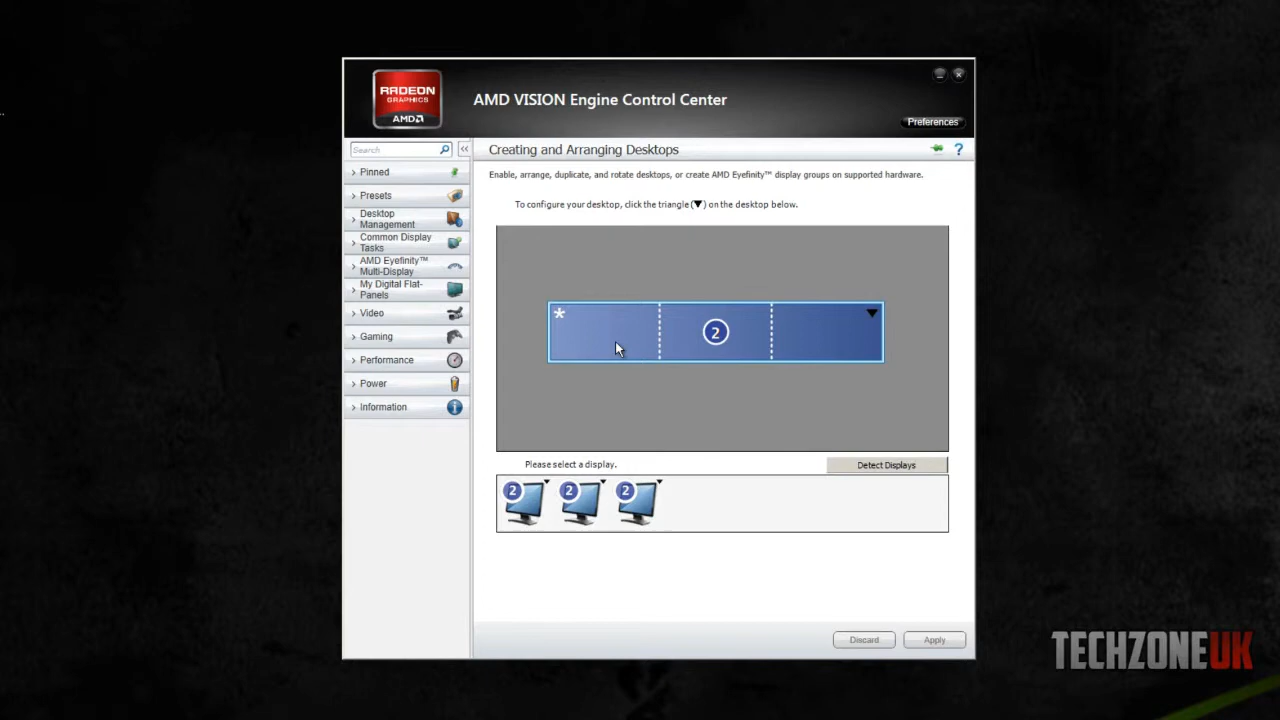 RADEON
GRAPHICS
AMD
AMD VISION Engine Control Center
Preferences
Search
Creating and Arranging Desktops
Pinned
Enable, arrange, duplicate, and rotate desktops, or create AMD Eyefinity™ display groups on supported hardware.
Presets
To configure your desktop, click the triangle (▼) on the desktop below.
Desktop
Management
Common Display
Tasks
AMD Eyefinity™
Multi-Display
My Digital Flat-
Panels
Video
Gaming
Performance
Power
Information
*
2
Please select a display.
Detect Displays
2 2 2
Discard
Apply
TECHZONEUK